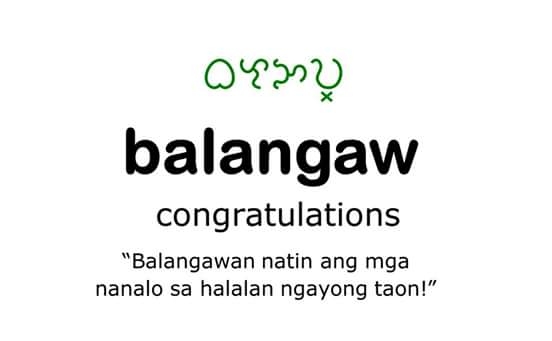 ᜊᜎᜅᜏ᜔
balangaw
congratulations
“Balangawan natin ang mga
nanalo sa halalan ngayong taon!”